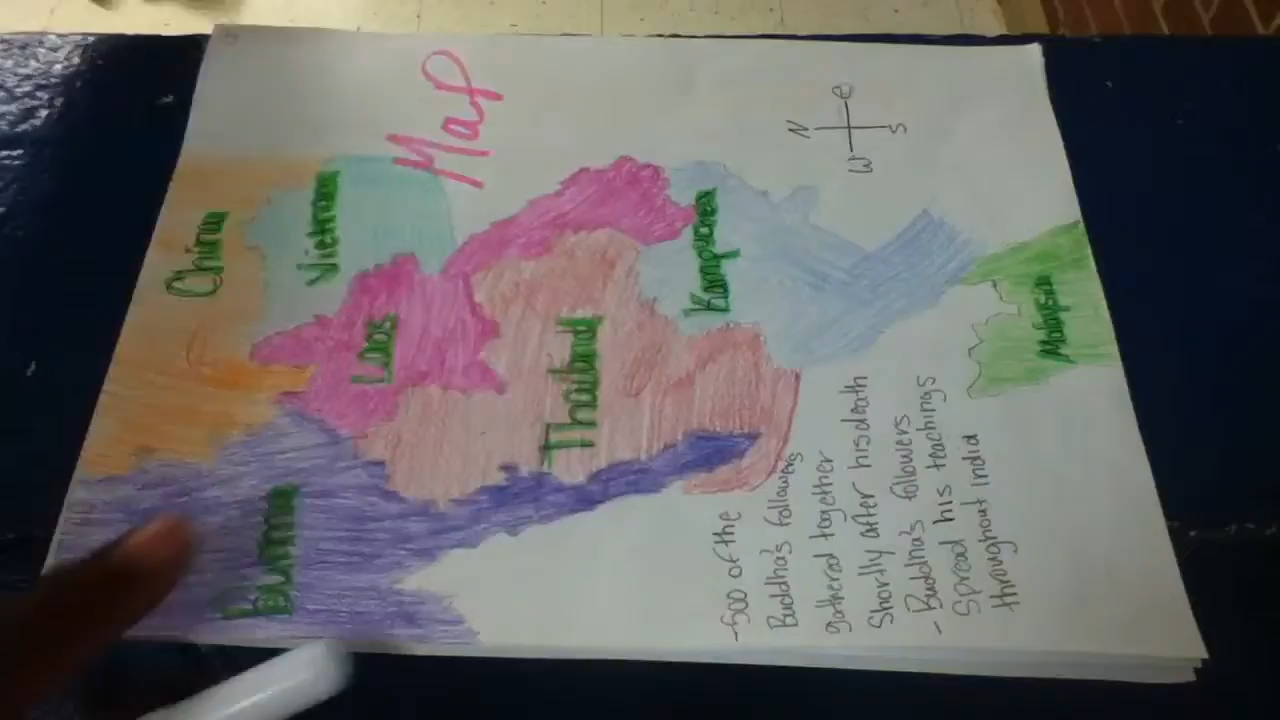 Map
N
W e
S
China
Vietnam
Laos
burma
Thailand
Kampuchea
Malaysia
-500 of the
Buddha's followers
gathered together
Shortly after his death
- Buddha's followers
Spread his teachings
throughout india